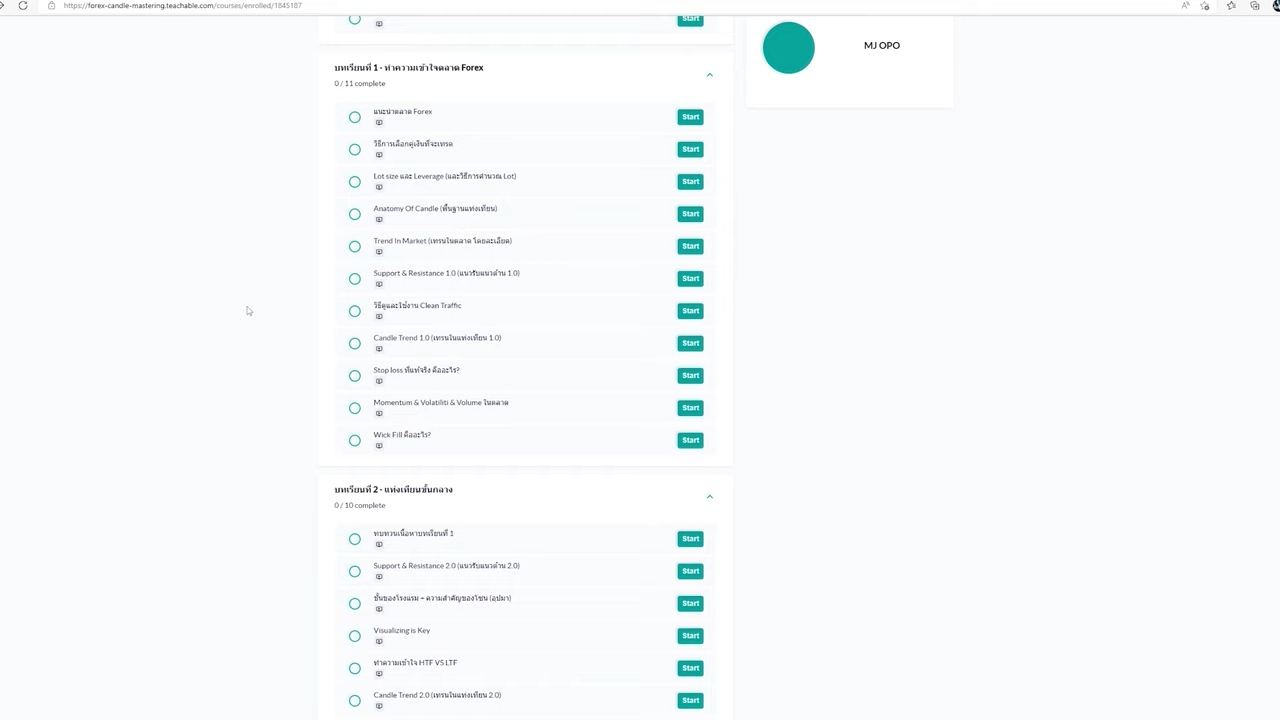 https://forex-candle-mastering.teachable.com/courses/enrolled/1845187
Start
MJ OPO
บทเรียนที่ 1 - ทำความเข้าใจตลาด Forex
0 / 11 complete
แนะนำตลาด Forex
Start
วิธีการเลือกคู่เงินที่จะเทรด
Start
Lot size และ Leverage (และวิธีการคำนวณ Lot)
Start
Anatomy Of Candle (พื้นฐานแท่งเทียน)
Start
Trend In Market (เทรนในตลาด โดยละเอียด)
Start
Support & Resistance 1.0 (แนวรับแนวต้าน 1.0)
Start
วิธีดูและใช้งาน Clean Traffic
Start
Candle Trend 1.0 (เทรนในแท่งเทียน 1.0)
Start
Stop loss ที่แท้จริง คืออะไร?
Start
Momentum & Volatiliti & Volume ในตลาด
Start
Wick Fill คืออะไร?
Start
บทเรียนที่ 2 - แท่งเทียนขั้นกลาง
0 / 10 complete
ทบทวนเนื้อหาบทเรียนที่ 1
Start
Support & Resistance 2.0 (แนวรับแนวต้าน 2.0)
Start
ชั้นของโรงแรม – ความสำคัญของโซน (อุปมา)
Start
Visualizing is Key
Start
ทำความเข้าใจ HTF VS LTF
Start
Candle Trend 2.0 (เทรนในแท่งเทียน 2.0)
Start